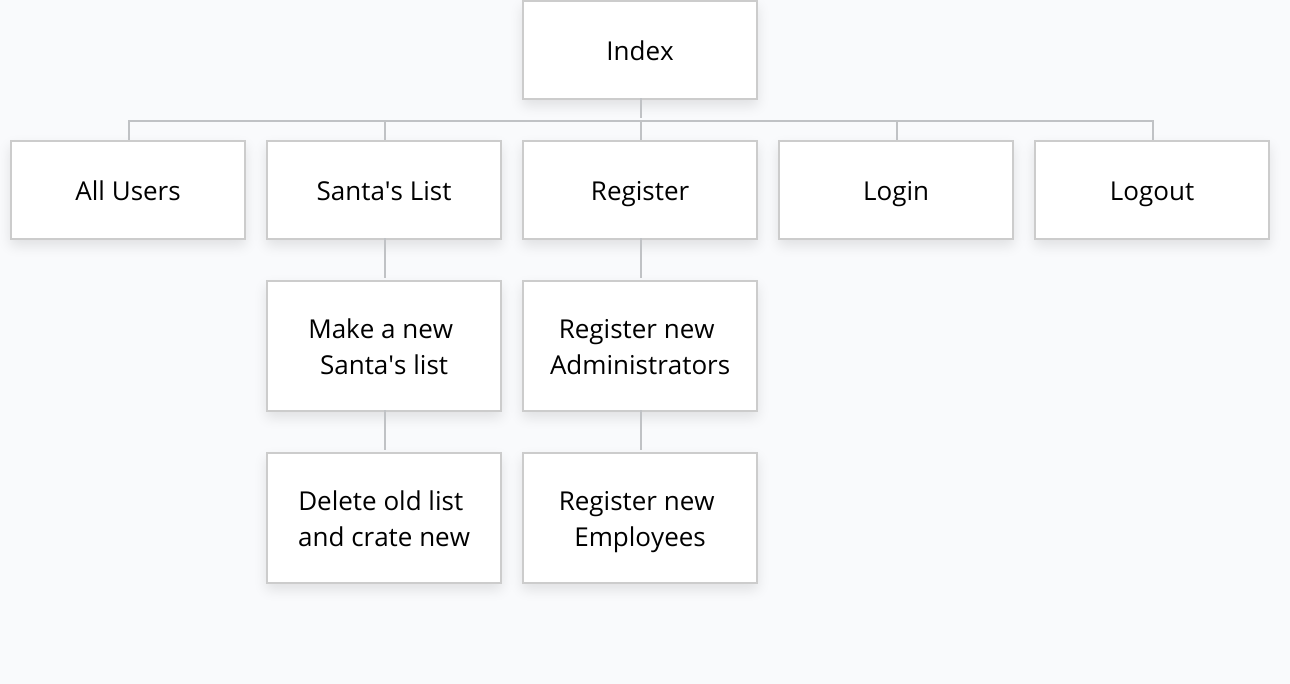 Index
All Users
Santa's List
Register
Login
Logout
Make a new
Santa's list
Register new
Administrators
Delete old list
and crate new
Register new
Employees